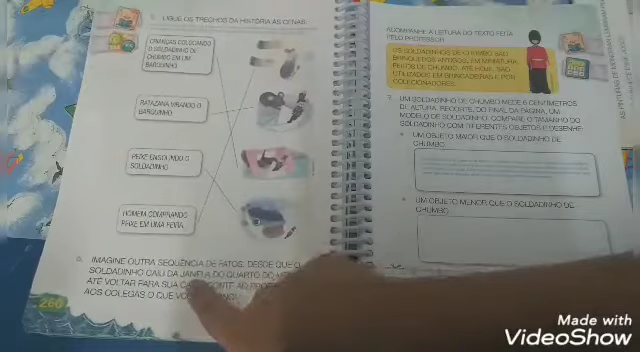 5. LIGUE OS TRECHOS DA HISTÓRIA ÀS CENAS.
CRIANÇAS COLOCANDO
O SOLDADINHO DE
CHUMBO EM UM
BARQUINHO.
RATAZANA VIRANDO O
BARQUINHO.
PEIXE ENGOLINDO O
SOLDADINHO.
HOMEM COMPRANDO
PEIXE EM UMA FEIRA.
6. IMAGINE OUTRA SEQUÊNCIA DE FATOS, DESDE QUE O
SOLDADINHO CAIU DA JANELA DO QUARTO DO
ATÉ VOLTAR PARA SUA CONTE AO
AOS COLEGAS O QUE
260
ACOMPANHE A LEITURA DO TEXTO FEITA
PELO PROFESSOR.
OS SOLDADINHOS DE CHUMBO SÃO
BRINQUEDOS ANTIGOS, EM MINIATURA,
FEITOS DE CHUMBO. ATÉ HOJE, SÃO
UTILIZADOS EM BRINCADEIRAS E POR
COLECIONADORES.
7. UM SOLDADINHO DE CHUMBO MEDE 6 CENTÍMETROS
DE ALTURA. RECORTE, DO FINAL DA PÁGINA, UM
MODELO DE SOLDADINHO. COMPARE O TAMANHO DO
SOLDADINHO COM DIFERENTES OBJETOS E DESENHE:
• UM OBJETO MAIOR QUE O SOLDADINHO DE
CHUMBO.
• UM OBJETO MENOR QUE O SOLDADINHO DE
CHUMBO.
Made with
VideoShow